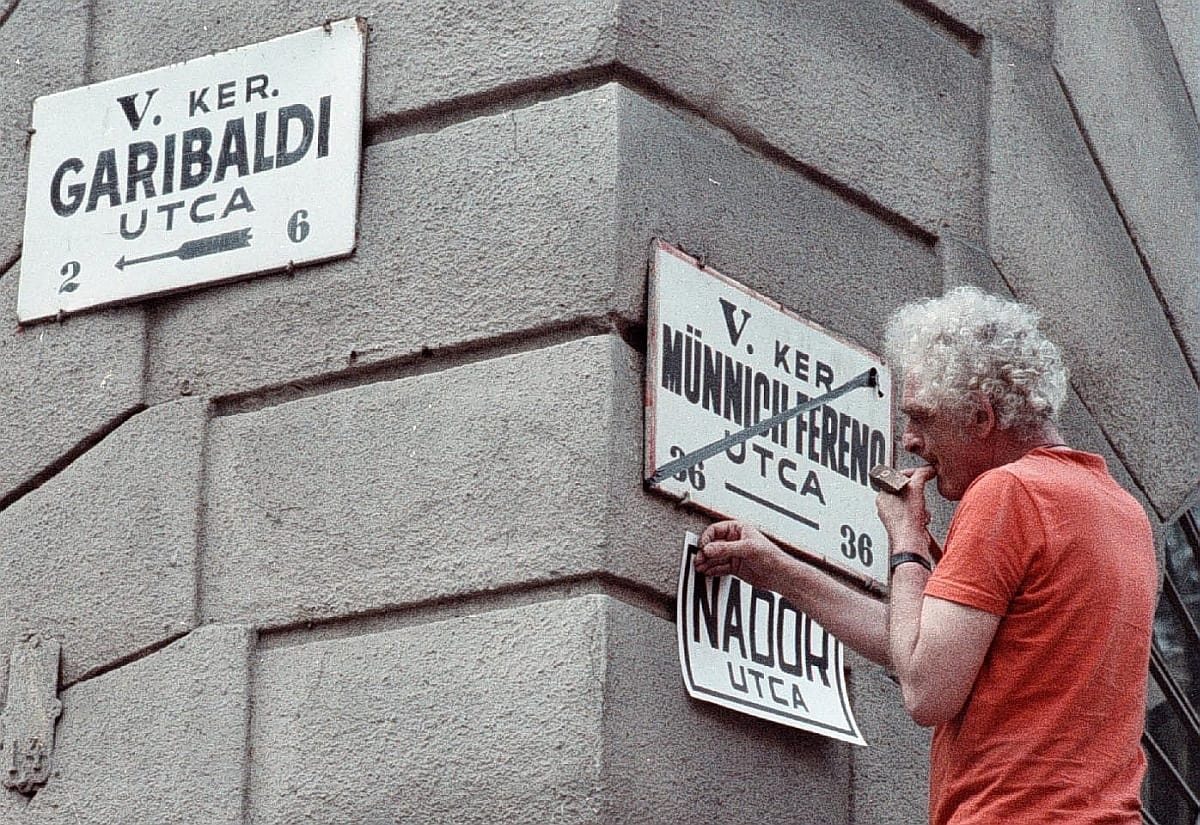 V. KER.
GARIBALDI
UTCA
2 6
V. KER.
MÜNNICH FERENC
UTCA
36 36
NÁDOR
UTCA